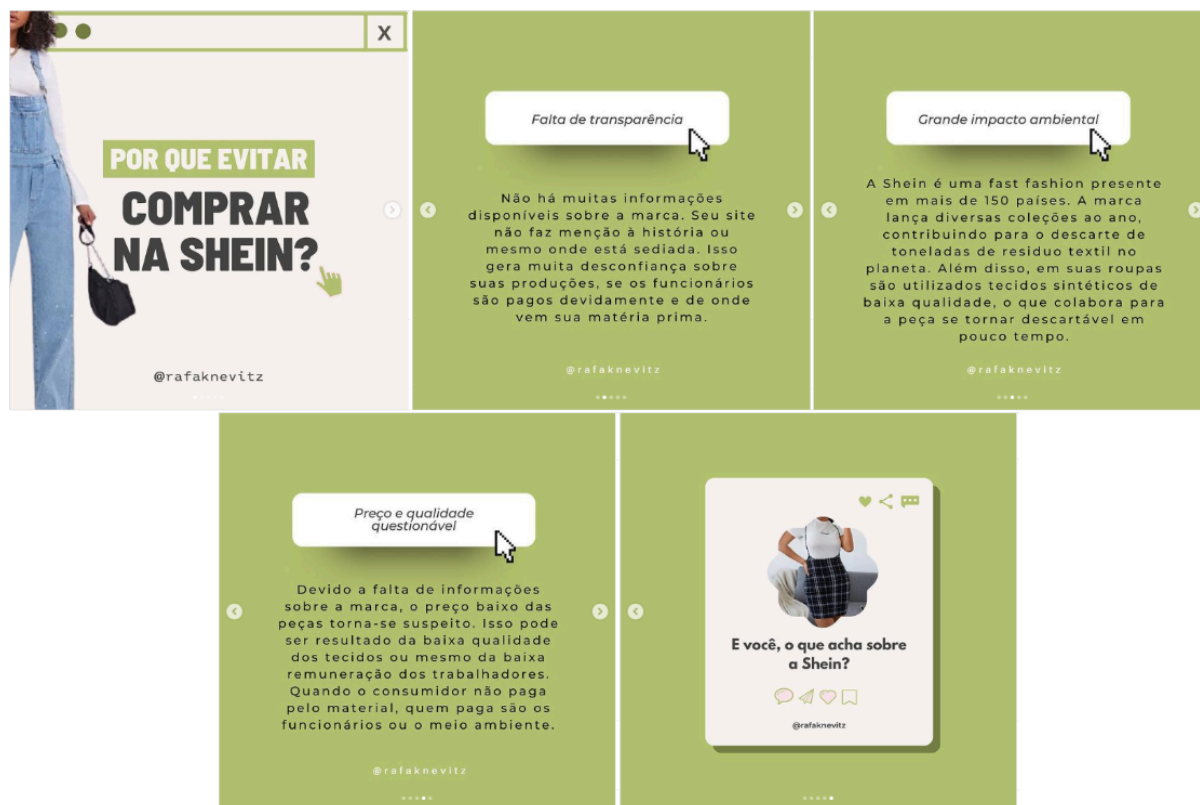 X
POR QUE EVITAR
COMPRAR
NA SHEIN?
@rafaknevitz
Falta de transparência
Não há muitas informações
disponíveis sobre a marca. Seu site
não faz menção à história ou
mesmo onde está sediada. Isso
gera muita desconfiança sobre
suas produções, se os funcionários
são pagos devidamente e de onde
vem sua matéria prima.
@rafaknevitz
Grande impacto ambiental
A Shein é uma fast fashion presente
em mais de 150 países. A marca
lança diversas coleções ao ano,
contribuindo para o descarte de
toneladas de residuo textil no
planeta. Além disso, em suas roupas
são utilizados tecidos sintéticos de
baixa qualidade, o que colabora para
a peça se tornar descartável em
pouco tempo.
@rafaknevitz
Preço e qualidade
questionável
Devido a falta de informações
sobre a marca, o preço baixo das
peças torna-se suspeito. Isso pode
ser resultado da baixa qualidade
dos tecidos ou mesmo da baixa
remuneração dos trabalhadores.
Quando o consumidor não paga
pelo material, quem paga são os
funcionários ou o meio ambiente.
@rafaknevitz
E você, o que acha sobre
a Shein?
@rafaknevitz